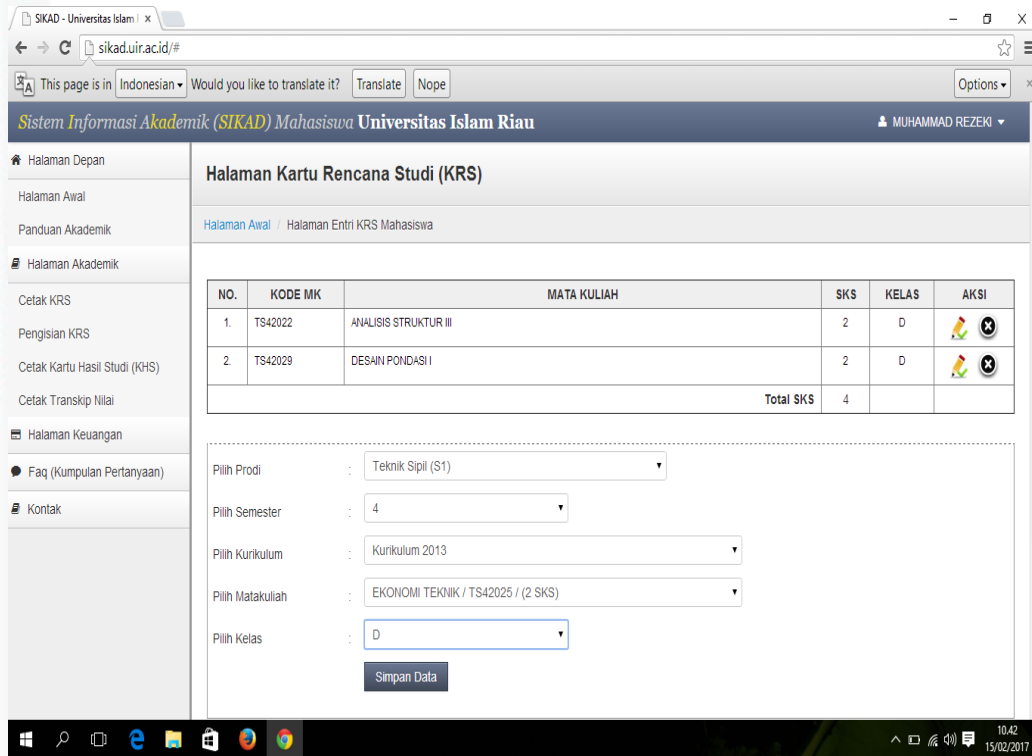 SIKAD - Universitas Islam
sikad.uir.ac.id/#
This page is in Indonesian Would you like to translate it? Translate Nope Options
Sistem Informasi Akademik (SIKAD) Mahasiswa Universitas Islam Riau MUHAMMAD REZEKI
Halaman Depan
Halaman Awal
Panduan Akademik
Halaman Akademik
Cetak KRS
Pengisian KRS
Cetak Kartu Hasil Studi (KHS)
Cetak Transkip Nilai
Halaman Keuangan
Faq (Kumpulan Pertanyaan)
Kontak
Halaman Kartu Rencana Studi (KRS)
Halaman Awal / Halaman Entri KRS Mahasiswa
NO. KODE MK MATA KULIAH SKS KELAS AKSI
1. TS42022 ANALISIS STRUKTUR III 2 D
2. TS42029 DESAIN PONDASI I 2 D
Total SKS 4
Pilih Prodi : Teknik Sipil (S1)
Pilih Semester : 4
Pilih Kurikulum : Kurikulum 2013
Pilih Matakuliah : EKONOMI TEKNIK / TS42025 / (2 SKS)
Pilih Kelas : D
Simpan Data
10.42
15/02/2017